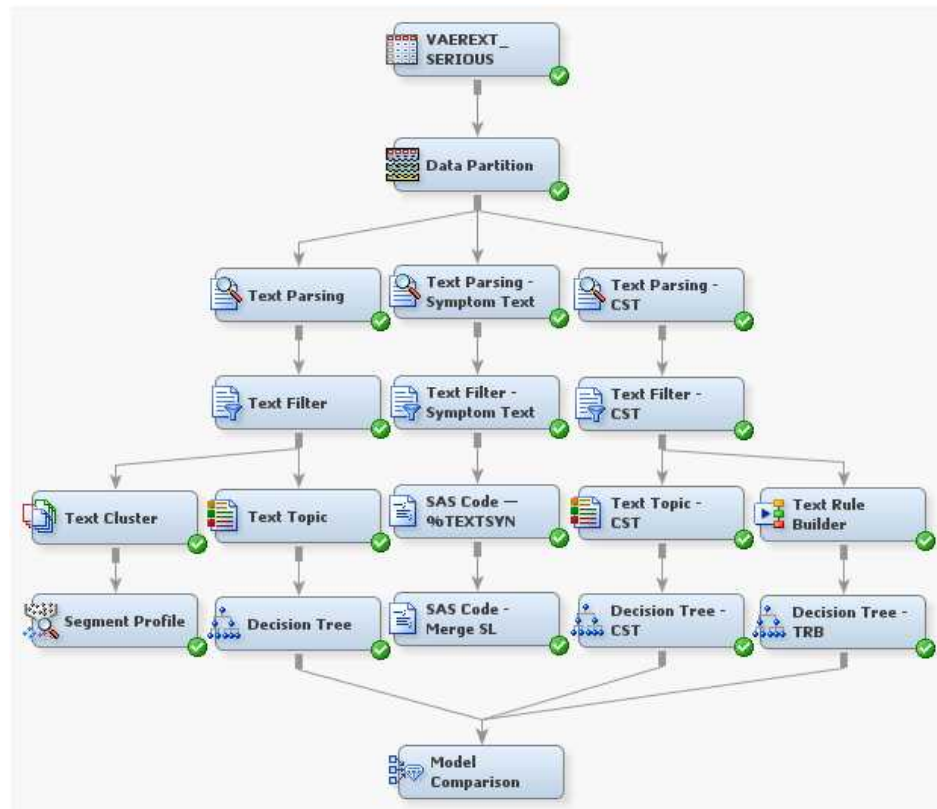 VAEREXT_
SERIOUS
Data Partition
Text Parsing
Text Parsing -
Symptom Text
Text Parsing -
CST
Text Filter
Text Filter -
Symptom Text
Text Filter -
CST
Text Cluster
Text Topic
SAS Code —
%TEXTSYN
Text Topic -
CST
Text Rule
Builder
Segment Profile
Decision Tree
SAS Code -
Merge SL
Decision Tree -
CST
Decision Tree -
TRB
Model
Comparison